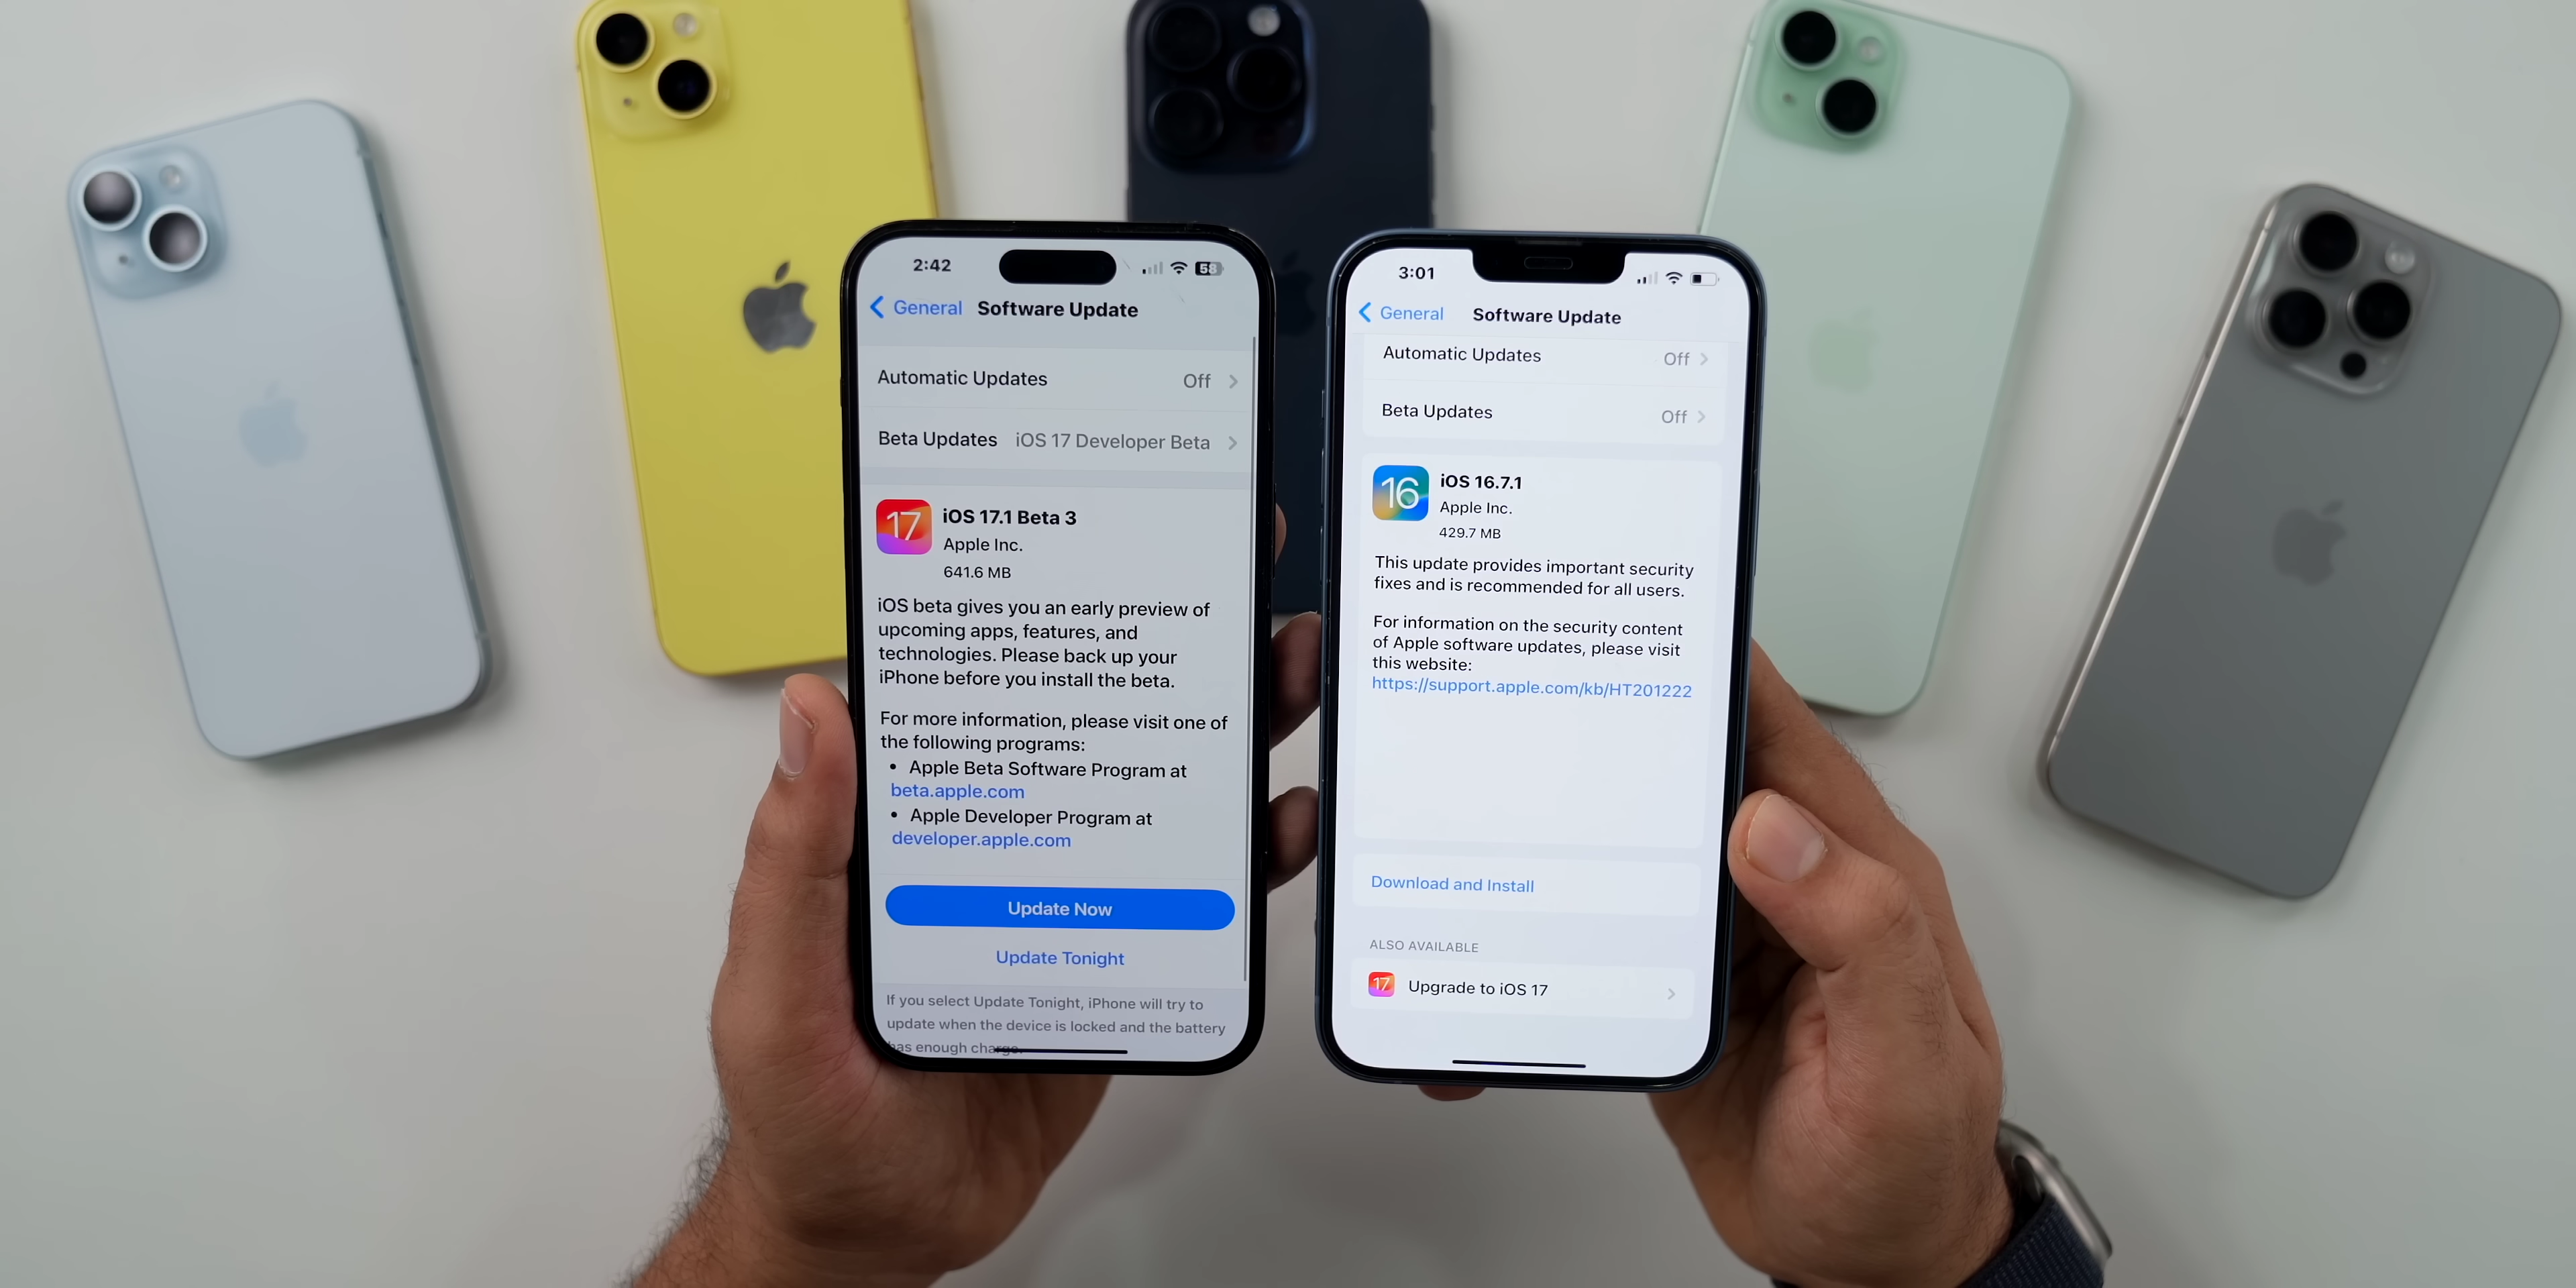 2:42
58
General
Software Update
Automatic Updates
Off
Beta Updates
iOS 17 Developer Beta
17
iOS 17.1 Beta 3
Apple Inc.
641.6 MB
iOS beta gives you an early preview of
upcoming apps, features, and
technologies. Please back up your
iPhone before you install the beta.
For more information, please visit one of
the following programs:
• Apple Beta Software Program at
beta.apple.com
• Apple Developer Program at
developer.apple.com
Update Now
Update Tonight
If you select Update Tonight, iPhone will try to
update when the device is locked and the battery
has enough charge.
3:01
General
Software Update
Automatic Updates
Off
Beta Updates
Off
16
iOS 16.7.1
Apple Inc.
429.7 MB
This update provides important security
fixes and is recommended for all users.
For information on the security content
of Apple software updates, please visit
this website:
https://support.apple.com/kb/HT201222
Download and Install
ALSO AVAILABLE
17
Upgrade to iOS 17